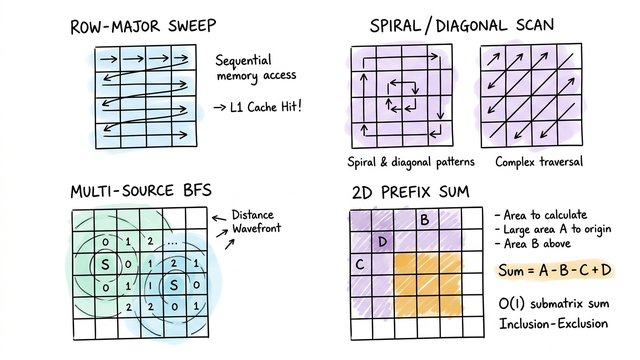 ROW-MAJOR SWEEP
Sequential
memory access
→ L1 Cache Hit!
SPIRAL/DIAGONAL SCAN
Spiral & diagonal patterns
Complex traversal
MULTI-SOURCE BFS
0 1 2 ...
S 0 1 2 1
0 1 1 S 0
2 2 0 1
Distance
Wavefront
2D PREFIX SUM
B
D
C
- Area to calculate
- Large area A to origin
- Area B above
Sum = A-B-C+D
O(1) submatrix sum
Inclusion-Exclusion